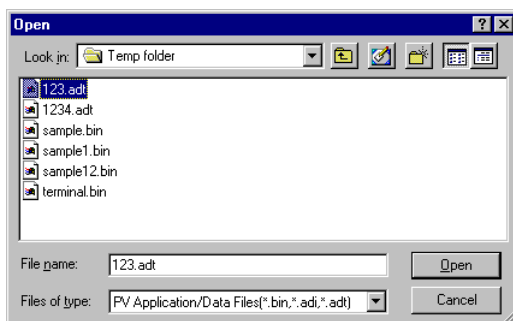 Open
Look in: Temp folder
123.adt
1234.adt
sample.bin
sample1.bin
sample12.bin
terminal.bin
File name: 123.adt Open
Files of type: PV Application/Data Files(*.bin,*.adi,*.adt) Cancel